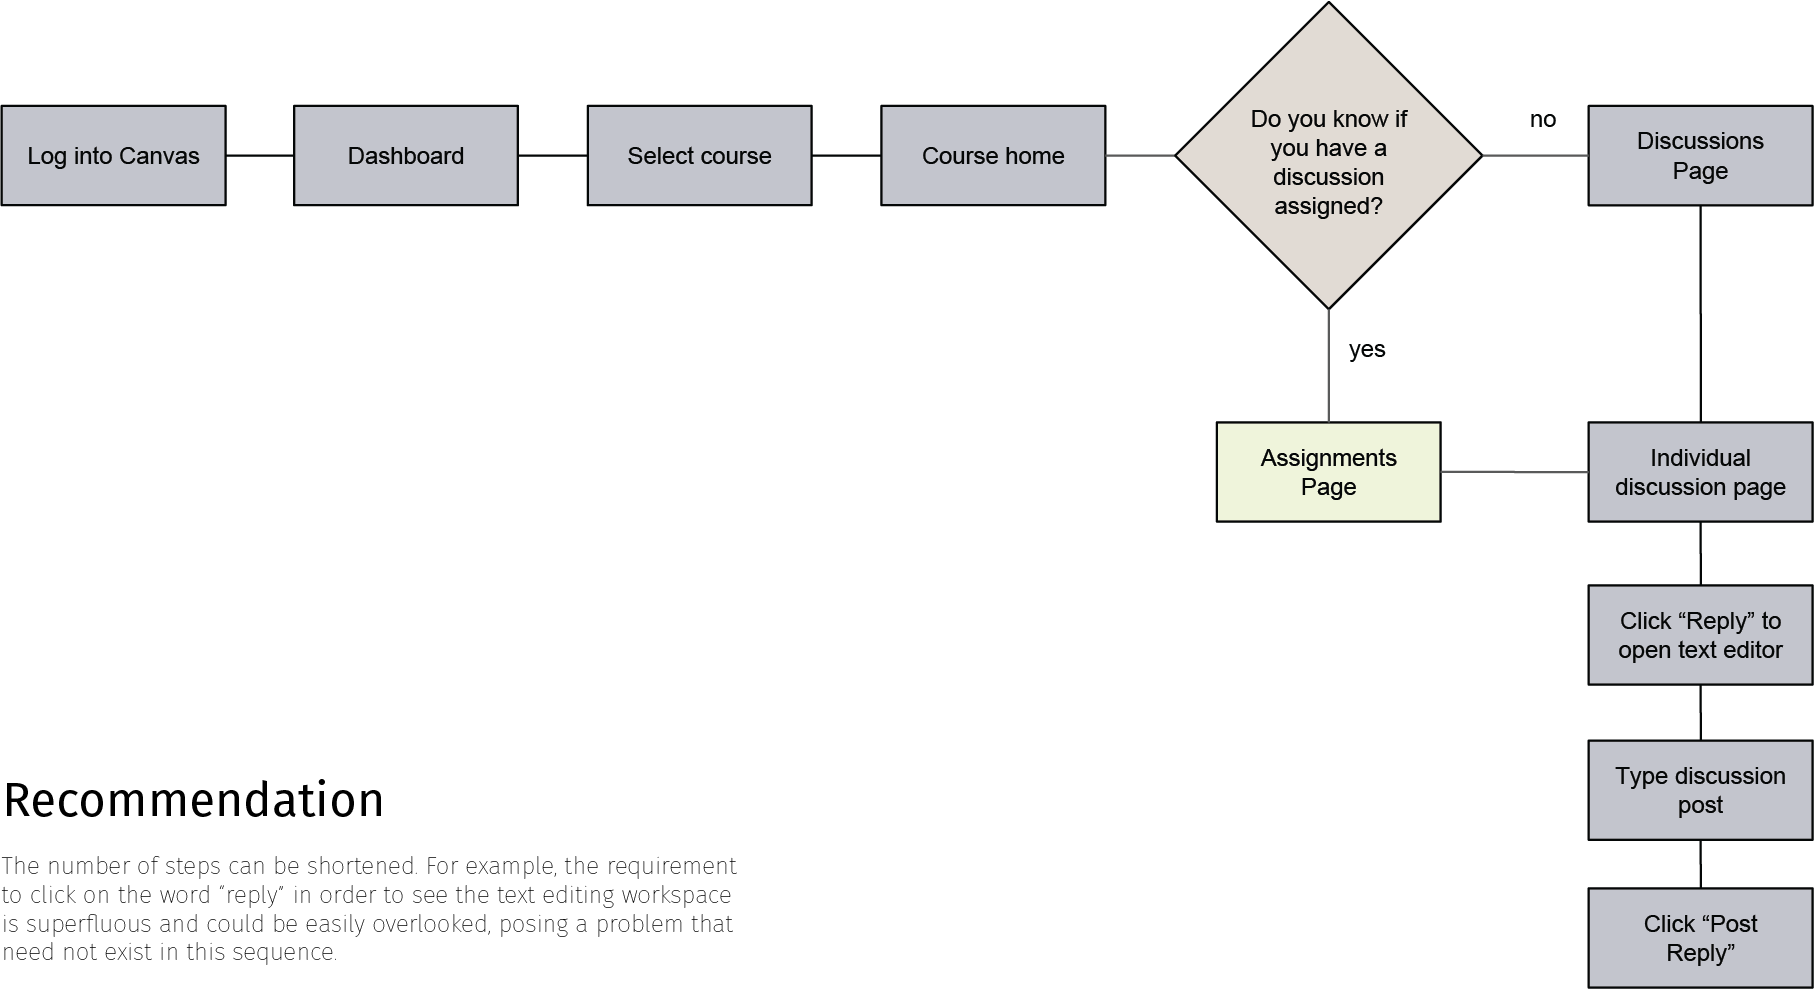 Log into Canvas
Dashboard
Select course
Course home
Do you know if
you have a
discussion
assigned?
no
Discussions
Page
yes
Assignments
Page
Individual
discussion page
Click “Reply” to
open text editor
Type discussion
post
Click “Post
Reply”
Recommendation
The number of steps can be shortened. For example, the requirement
to click on the word “reply” in order to see the text editing workspace
is superfluous and could be easily overlooked, posing a problem that
need not exist in this sequence.